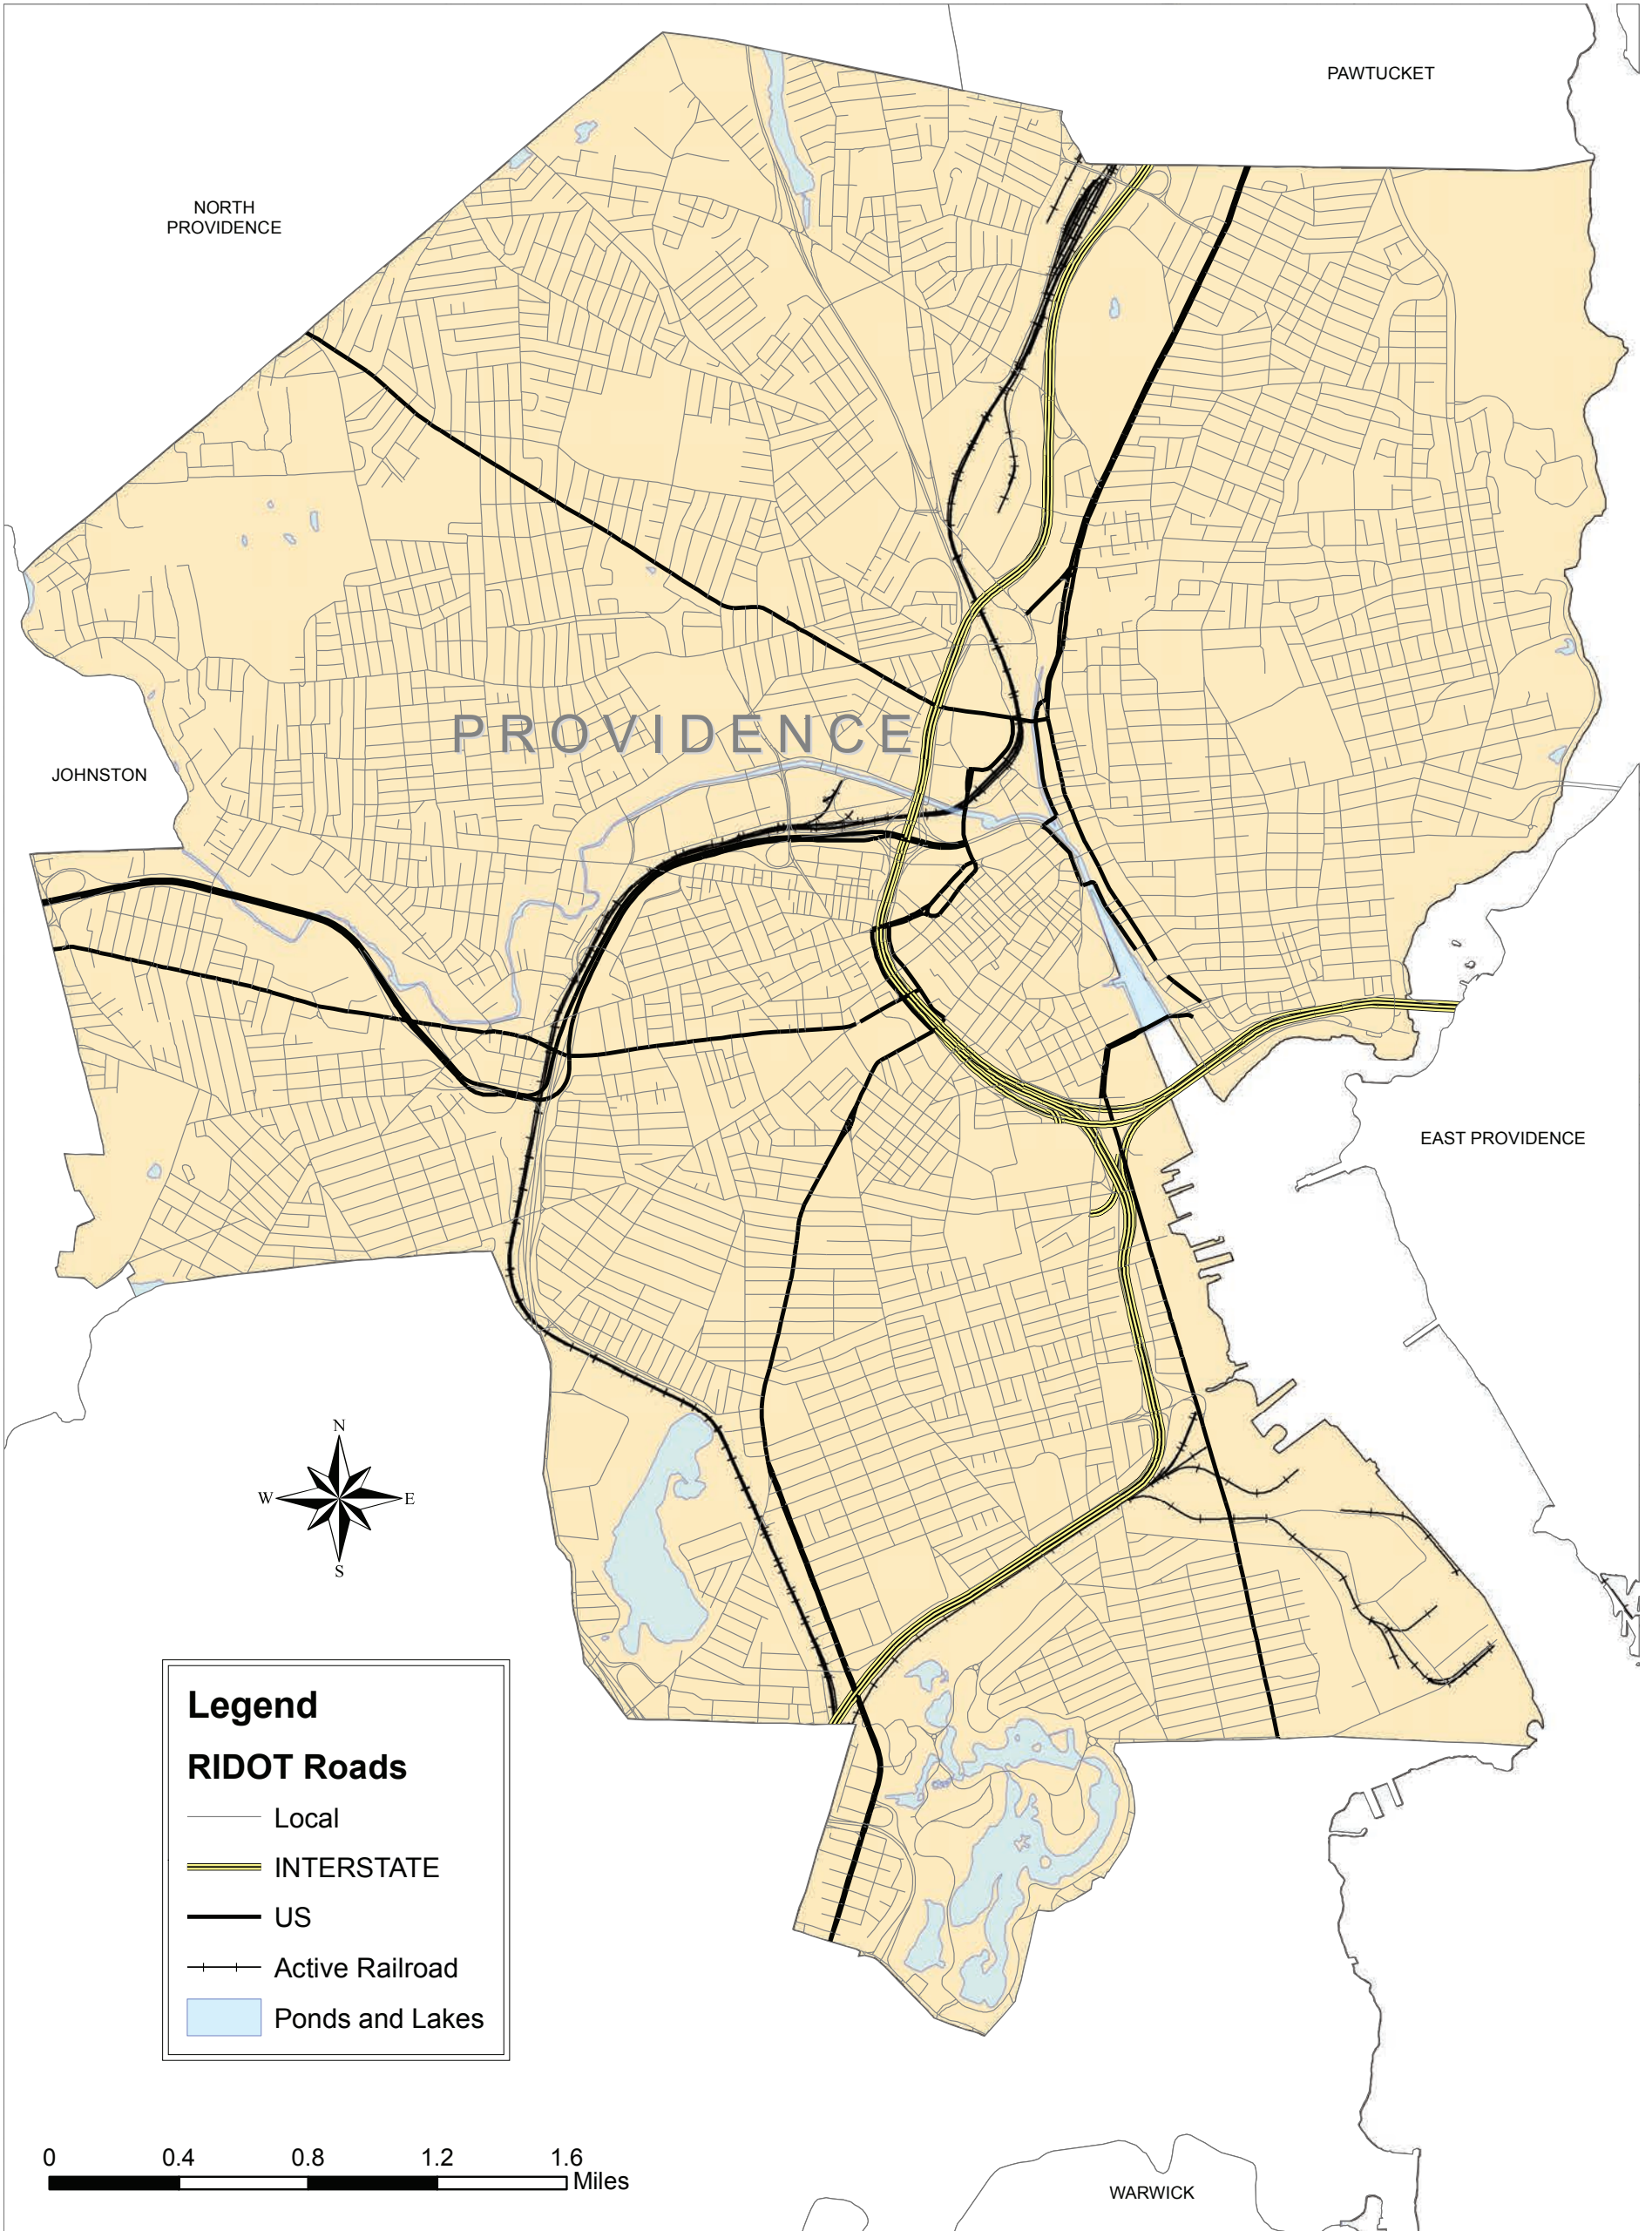 PAWTUCKET
NORTH
PROVIDENCE
PROVIDENCE
JOHNSTON
EAST PROVIDENCE
N
W
E
S
Legend
RIDOT Roads
Local
INTERSTATE
US
Active Railroad
Ponds and Lakes
0 0.4 0.8 1.2 1.6
Miles
WARWICK